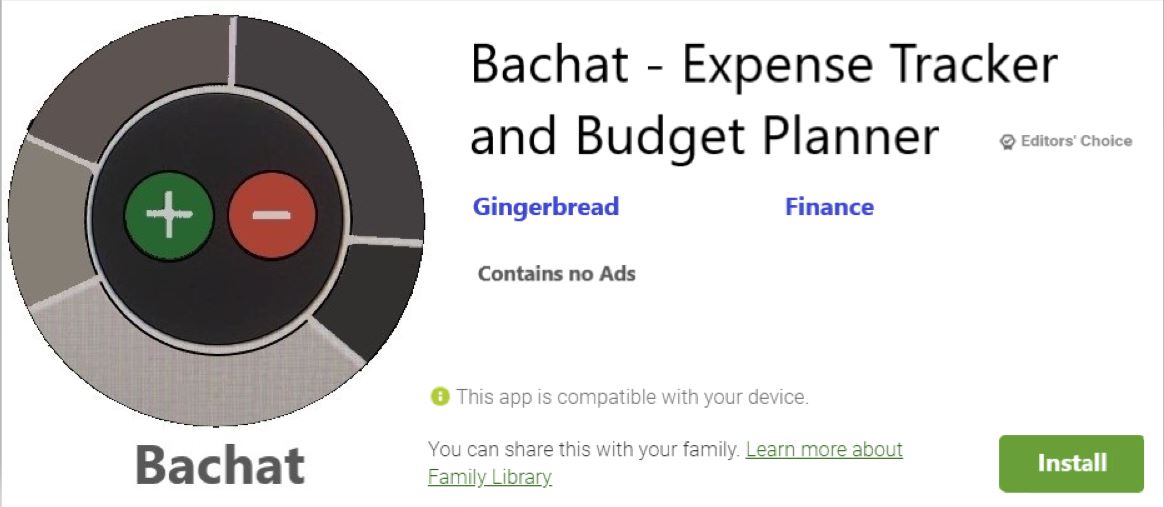 Bachat - Expense Tracker
and Budget Planner
Editors' Choice
Gingerbread Finance
Contains no Ads
This app is compatible with your device.
You can share this with your family. Learn more about
Family Library
Install
Bachat